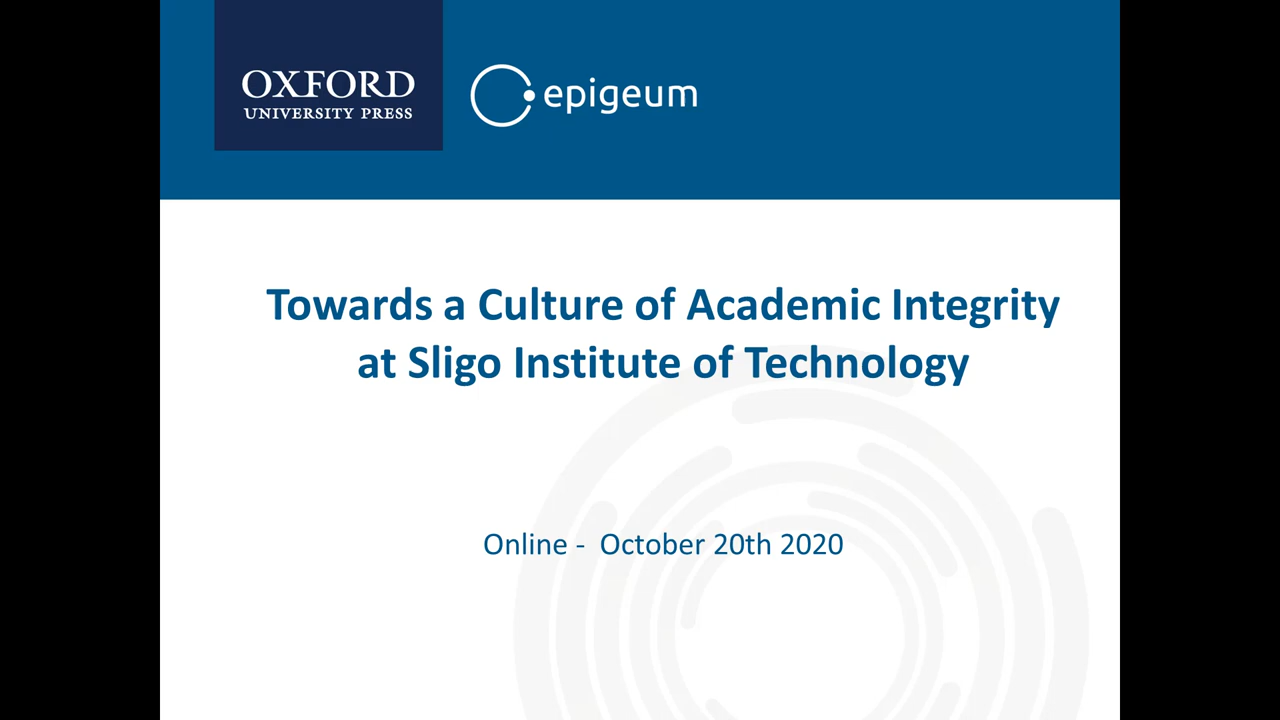 OXFORD
UNIVERSITY PRESS
epigeum
Towards a Culture of Academic Integrity
at Sligo Institute of Technology
Online - October 20th 2020